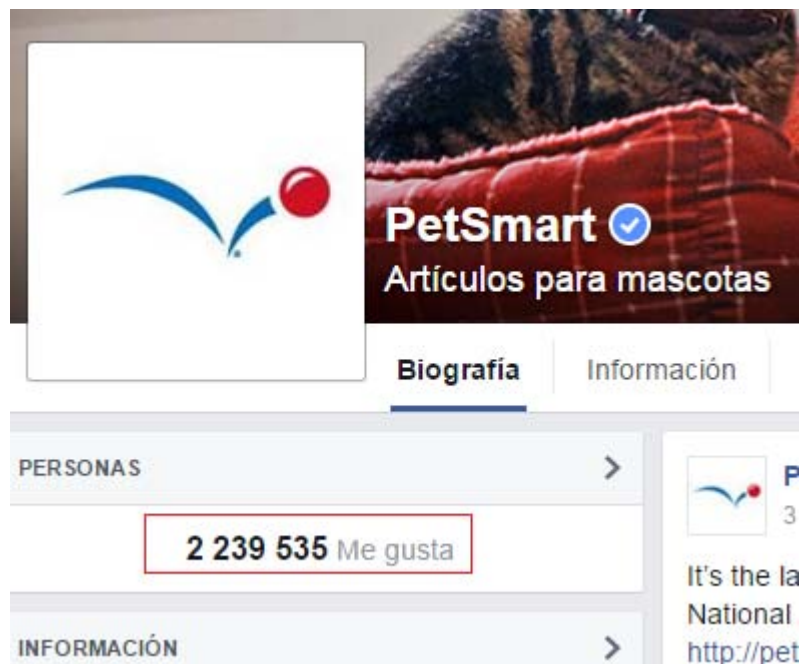 PetSmart
Artículos para mascotas
Biografía
Información
PERSONAS
2 239 535 Me gusta
INFORMACIÓN
P
3
It's the la
National
http://pet